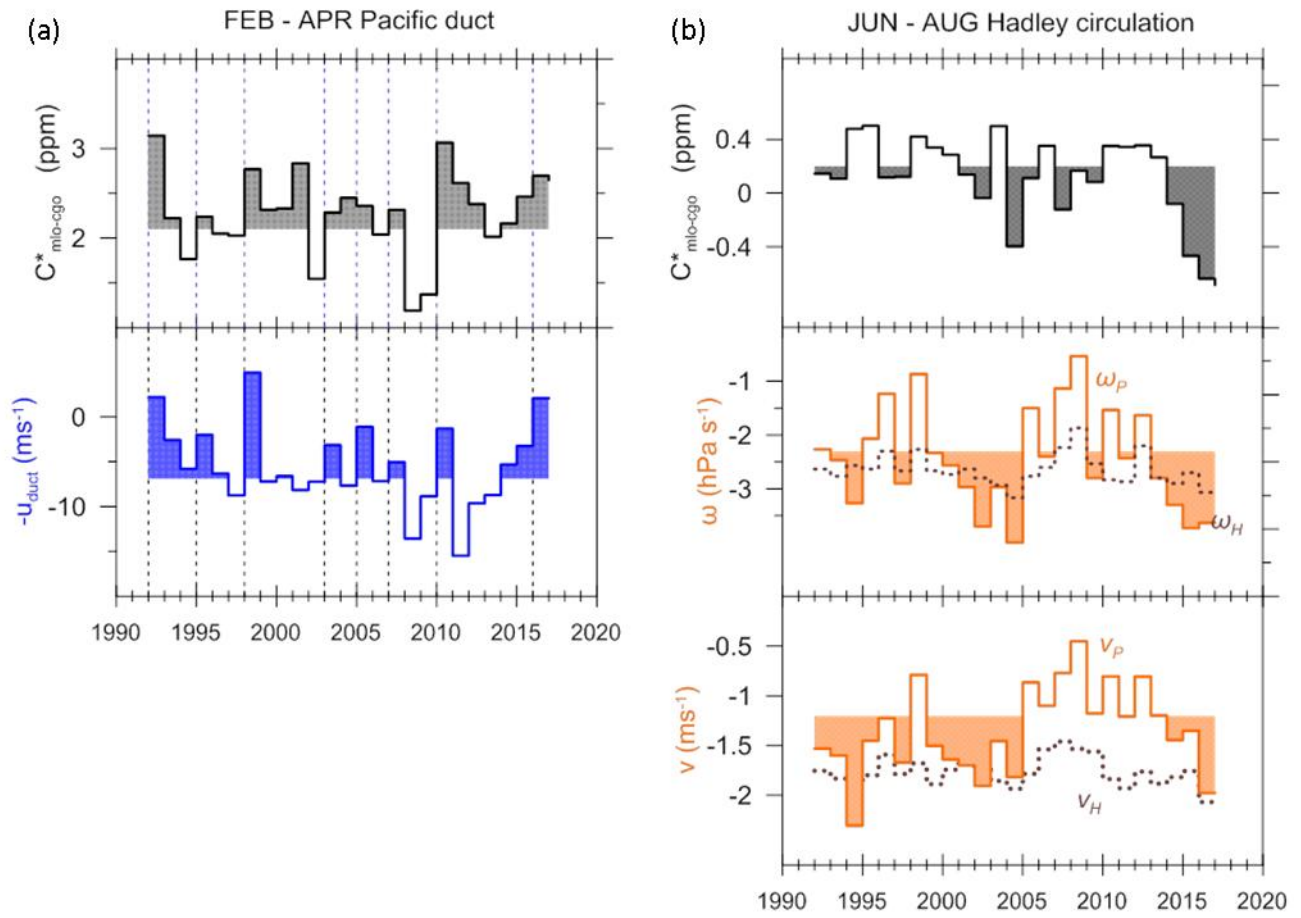 (a)
FEB - APR Pacific duct
C*mlo-cgo (ppm)
3
2
1
-uduct (ms-1)
0
-10
1990 1995 2000 2005 2010 2015 2020
(b)
JUN - AUG Hadley circulation
C*mlo-cgo (ppm)
0.4
0
-0.4
ω (hPa s-1)
-1
-2
-3
ωP
ωH
v (ms-1)
-0.5
-1
-1.5
-2
vP
vH
1990 1995 2000 2005 2010 2015 2020